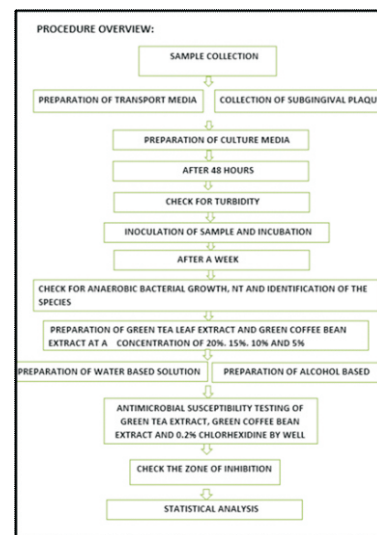 PROCEDURE OVERVIEW:
SAMPLE COLLECTION
PREPARATION OF TRANSPORT MEDIA
COLLECTION OF SUBGINGIVAL PLAQU
PREPARATION OF CULTURE MEDIA
AFTER 48 HOURS
CHECK FOR TURBIDITY
INOCULATION OF SAMPLE AND INCUBATION
AFTER A WEEK
CHECK FOR ANAEROBIC BACTERIAL GROWTH, NT AND IDENTIFICATION OF THE
SPECIES
PREPARATION OF GREEN TEA LEAF EXTRACT AND GREEN COFFEE BEAN
EXTRACT AT A CONCENTRATION OF 20%. 15%. 10% AND 5%
PREPARATION OF WATER BASED SOLUTION
PREPARATION OF ALCOHOL BASED
ANTIMICROBIAL SUSCEPTIBILITY TESTING OF
GREEN TEA EXTRACT, GREEN COFFEE BEAN
EXTRACT AND 0.2% CHLORHEXIDINE BY WELL
CHECK THE ZONE OF INHIBITION
STATISTICAL ANALYSIS